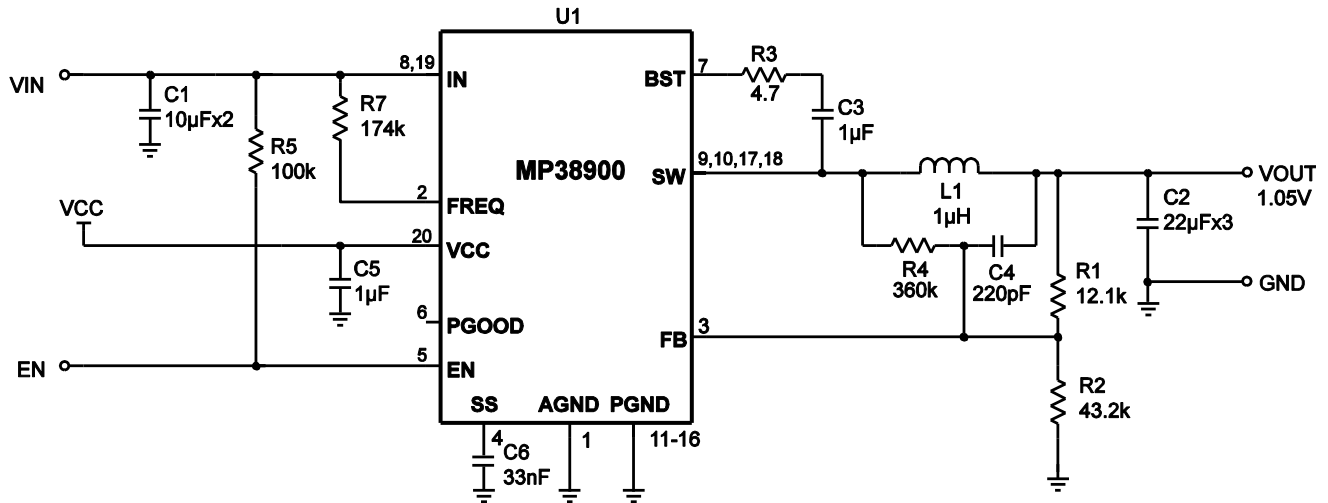 U1
VIN
C1
10µFx2
R5
100k
R7
174k
8,19
IN
2
FREQ
VCC
20
VCC
C5
1µF
6
PGOOD
EN
5
EN
MP38900
BST
7
R3
4.7
C3
1µF
SW
9,10,17,18
L1
1µH
R4
360k
C4
220pF
R1
12.1k
C2
22µFx3
VOUT
1.05V
GND
FB
3
R2
43.2k
SS
AGND
PGND
4
1
11-16
C6
33nF